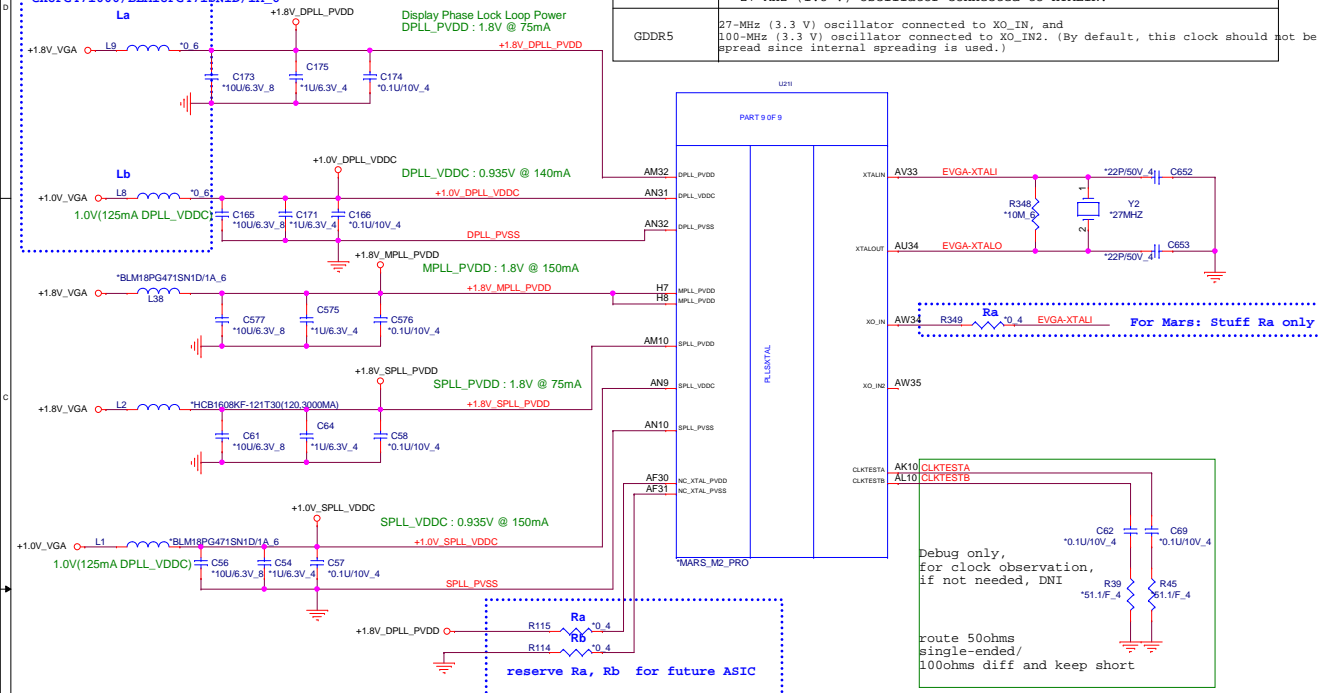 La
+1.8V_DPLL_PVDD
Display Phase Lock Loop Power
DPLL_PVDD : 1.8V @ 75mA
+1.8V_VGA
L9
*0_6
+1.8V_DPLL_PVDD
C173
*10U/6.3V_8
C175
*1U/6.3V_4
C174
*0.1U/10V_4
GDDR5
27-MHz (3.3 V) oscillator connected to XO_IN, and
100-MHz (3.3 V) oscillator connected to XO_IN2. (By default, this clock should not be
spread since internal spreading is used.)
Lb
+1.0V_DPLL_VDDC
DPLL_VDDC : 0.935V @ 140mA
+1.0V_VGA
L8
*0_6
+1.0V_DPLL_VDDC
1.0V(125mA DPLL_VDDC)
C165
*10U/6.3V_8
C171
*1U/6.3V_4
C166
*0.1U/10V_4
DPLL_PVSS
+1.8V_MPLL_PVDD
MPLL_PVDD : 1.8V @ 150mA
*BLM18PG471SN1D/1A_6
+1.8V_VGA
L38
+1.8V_MPLL_PVDD
C577
*10U/6.3V_8
C575
*1U/6.3V_4
C576
*0.1U/10V_4
+1.8V_SPLL_PVDD
SPLL_PVDD : 1.8V @ 75mA
+1.8V_VGA
L2
*HCB1608KF-121T30(120,3000MA)
+1.8V_SPLL_PVDD
C61
*10U/6.3V_8
C64
*1U/6.3V_4
C58
*0.1U/10V_4
+1.0V_SPLL_VDDC
SPLL_VDDC : 0.935V @ 150mA
+1.0V_VGA
L1
*BLM18PG471SN1D/1A_6
+1.0V_SPLL_VDDC
1.0V(125mA DPLL_VDDC)
C56
*10U/6.3V_8
C54
*1U/6.3V_4
C57
*0.1U/10V_4
SPLL_PVSS
+1.8V_DPLL_PVDD
R115
Ra
*0_4
R114
Rb
*0_4
reserve Ra, Rb for future ASIC
U21I
PART 9 0F 9
PLLS/XTAL
AM32
DPLL_PVDD
AN31
DPLL_VDDC
AN32
DPLL_PVSS
H7
MPLL_PVDD
H8
MPLL_PVDD
AM10
SPLL_PVDD
AN9
SPLL_VDDC
AN10
SPLL_PVSS
AF30
NC_XTAL_PVDD
AF31
NC_XTAL_PVSS
*MARS_M2_PRO
XTALIN
AV33
EVGA-XTALI
XTALOUT
AU34
EVGA-XTALO
XO_IN
AW34
XO_IN2
AW35
CLKTESTA
AK10
CLKTESTA
CLKTESTB
AL10
CLKTESTB
*22P/50V_4
C652
R348
*10M_6
1
Y2
*27MHZ
2
C653
*22P/50V_4
R349
Ra
*0_4
EVGA-XTALI
For Mars: Stuff Ra only
C62
*0.1U/10V_4
C69
*0.1U/10V_4
R39
*51.1/F_4
R45
*51.1/F_4
Debug only,
for clock observation,
if not needed, DNI
route 50ohms
single-ended/
100ohms diff and keep short
D
C